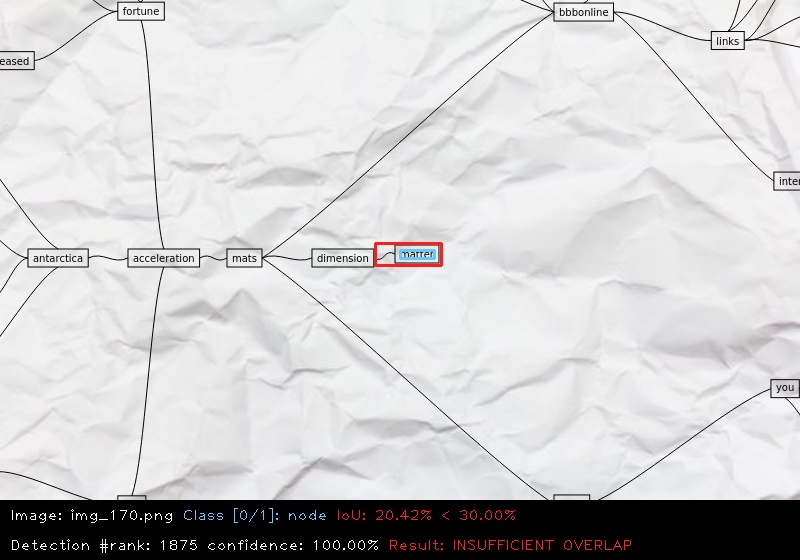 fortune
bbbonline
links
eased
inter
antarctica
acceleration
mats
dimension
matter
you
Image: img_170.png Class [0/1]: node IoU: 20.42% < 30.00%
Detection #rank: 1875 confidence: 100.00% Result: INSUFFICIENT OVERLAP